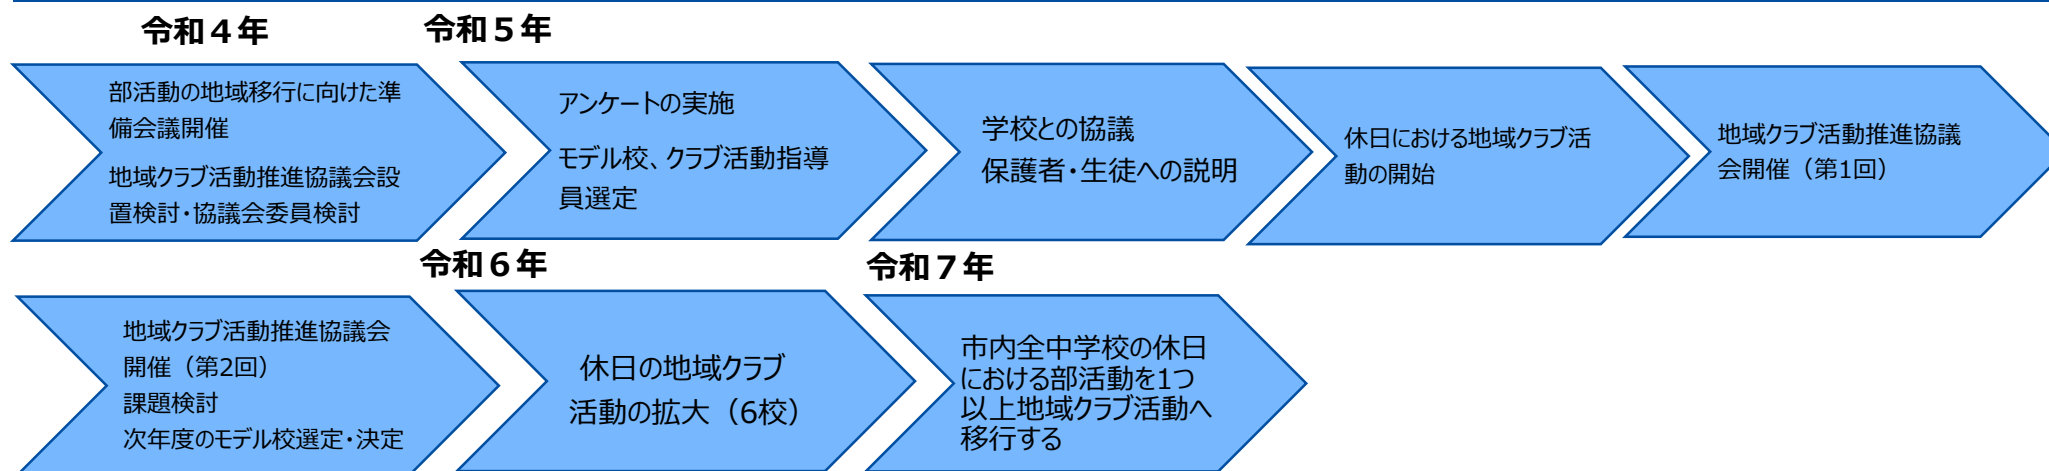 令和４年
令和５年
部活動の地域移行に向けた準
備会議開催
地域クラブ活動推進協議会設
置検討・協議会委員検討
アンケートの実施
モデル校、クラブ活動指導
員選定
学校との協議
保護者・生徒への説明
休日における地域クラブ活
動の開始
地域クラブ活動推進協議
会開催（第1回）
令和６年
令和７年
地域クラブ活動推進協議会
開催（第2回）
課題検討
次年度のモデル校選定・決定
休日の地域クラブ
活動の拡大（6校）
市内全中学校の休日
における部活動を1つ
以上地域クラブ活動へ
移行する